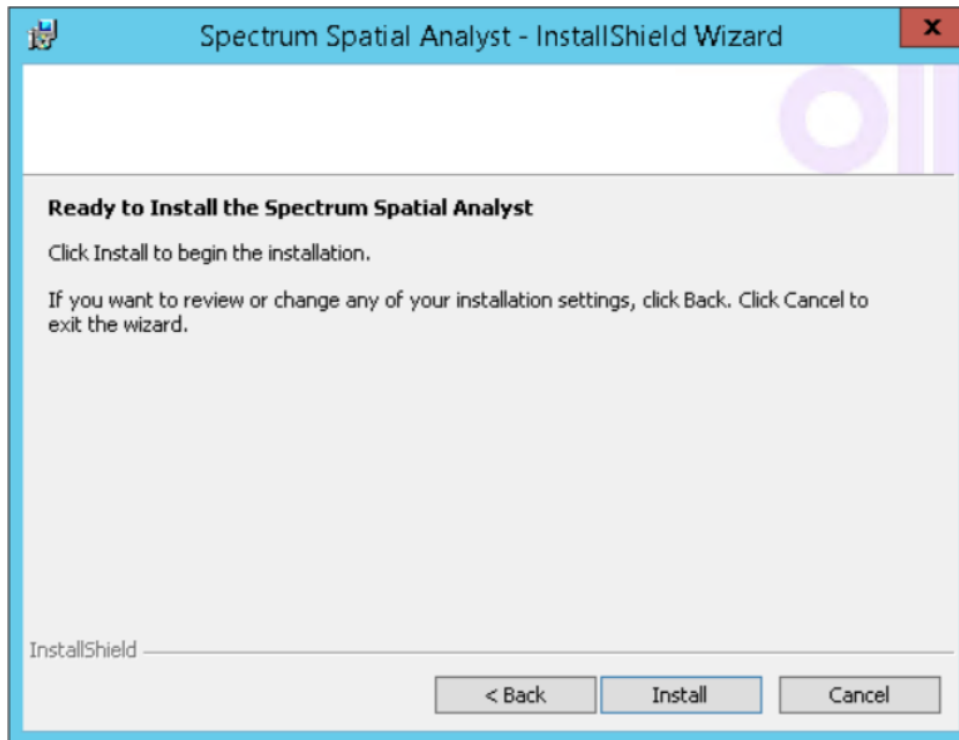 Spectrum Spatial Analyst - InstallShield Wizard
x
Ready to Install the Spectrum Spatial Analyst
Click Install to begin the installation.
If you want to review or change any of your installation settings, click Back. Click Cancel to
exit the wizard.
InstallShield
< Back Install Cancel